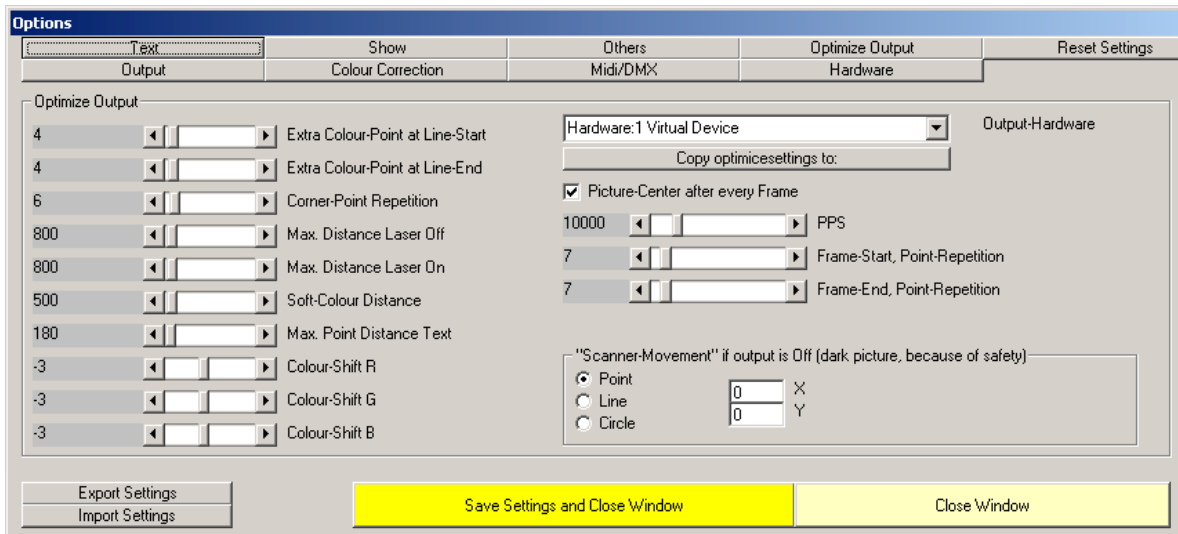 Options
Text Show Others Optimize Output Reset Settings
Output Colour Correction Midi/DMX Hardware
Optimize Output
4 Extra Colour-Point at Line-Start
4 Extra Colour-Point at Line-End
6 Corner-Point Repetition
800 Max. Distance Laser Off
800 Max. Distance Laser On
500 Soft-Colour Distance
180 Max. Point Distance Text
-3 Colour-Shift R
-3 Colour-Shift G
-3 Colour-Shift B
Hardware:1 Virtual Device Output-Hardware
Copy optimicesettings to:
Picture-Center after every Frame
10000 PPS
7 Frame-Start, Point-Repetition
7 Frame-End, Point-Repetition
"Scanner-Movement" if output is Off (dark picture, because of safety)
Point
Line
Circle
0 X
0 Y
Export Settings
Import Settings
Save Settings and Close Window
Close Window